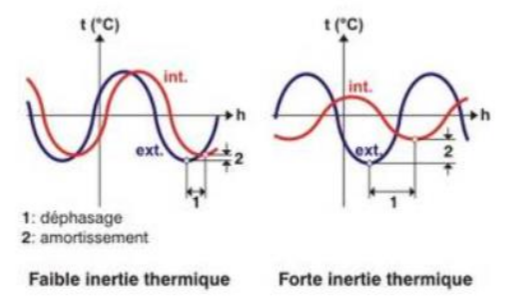 t (°C)
int.
h
ext.
2
1
1: déphasage
2: amortissement
Faible inertie thermique
t (°C)
int.
h
ext.
2
1
Forte inertie thermique